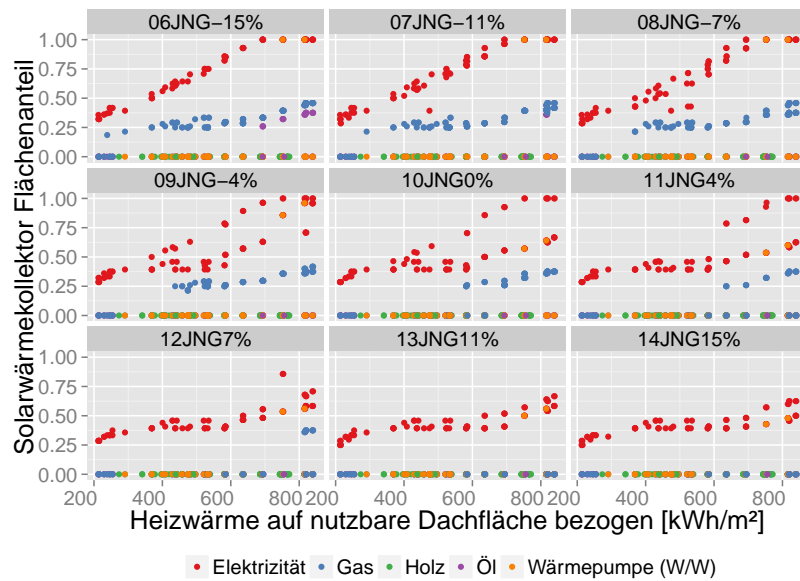 Solarwärmekollektor Flächenanteil
06JNG-15% 07JNG-11% 08JNG-7%
1.00
0.75
0.50
0.25
0.00
09JNG-4% 10JNG0% 11JNG4%
1.00
0.75
0.50
0.25
0.00
12JNG7% 13JNG11% 14JNG15%
1.00
0.75
0.50
0.25
0.00
200 400 600 800 200 400 600 800 200 400 600 800
Heizwärme auf nutzbare Dachfläche bezogen [kWh/m²]
Elektrizität Gas Holz Öl Wärmepumpe (W/W)